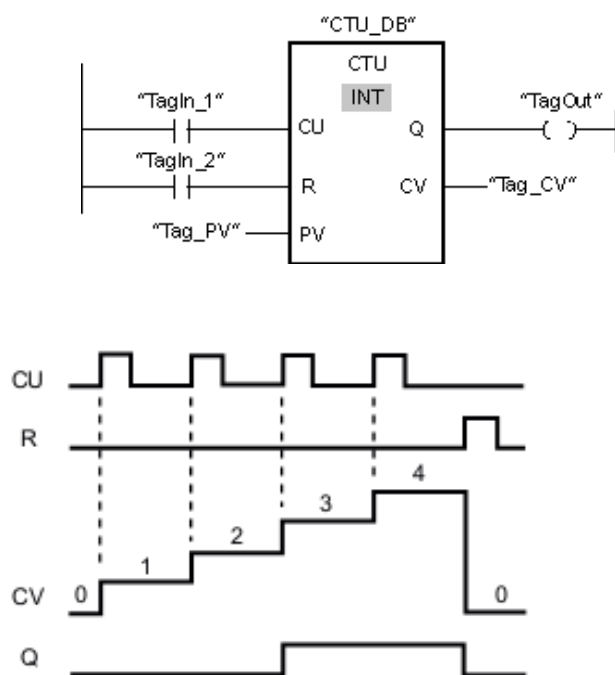 "CTU_DB"
CTU
INT
"TagIn_1"
"TagOut"
CU
Q
"TagIn_2"
R
CV
"Tag_CV"
"Tag_PV"
PV
CU
R
4
3
2
1
CV
0
0
Q